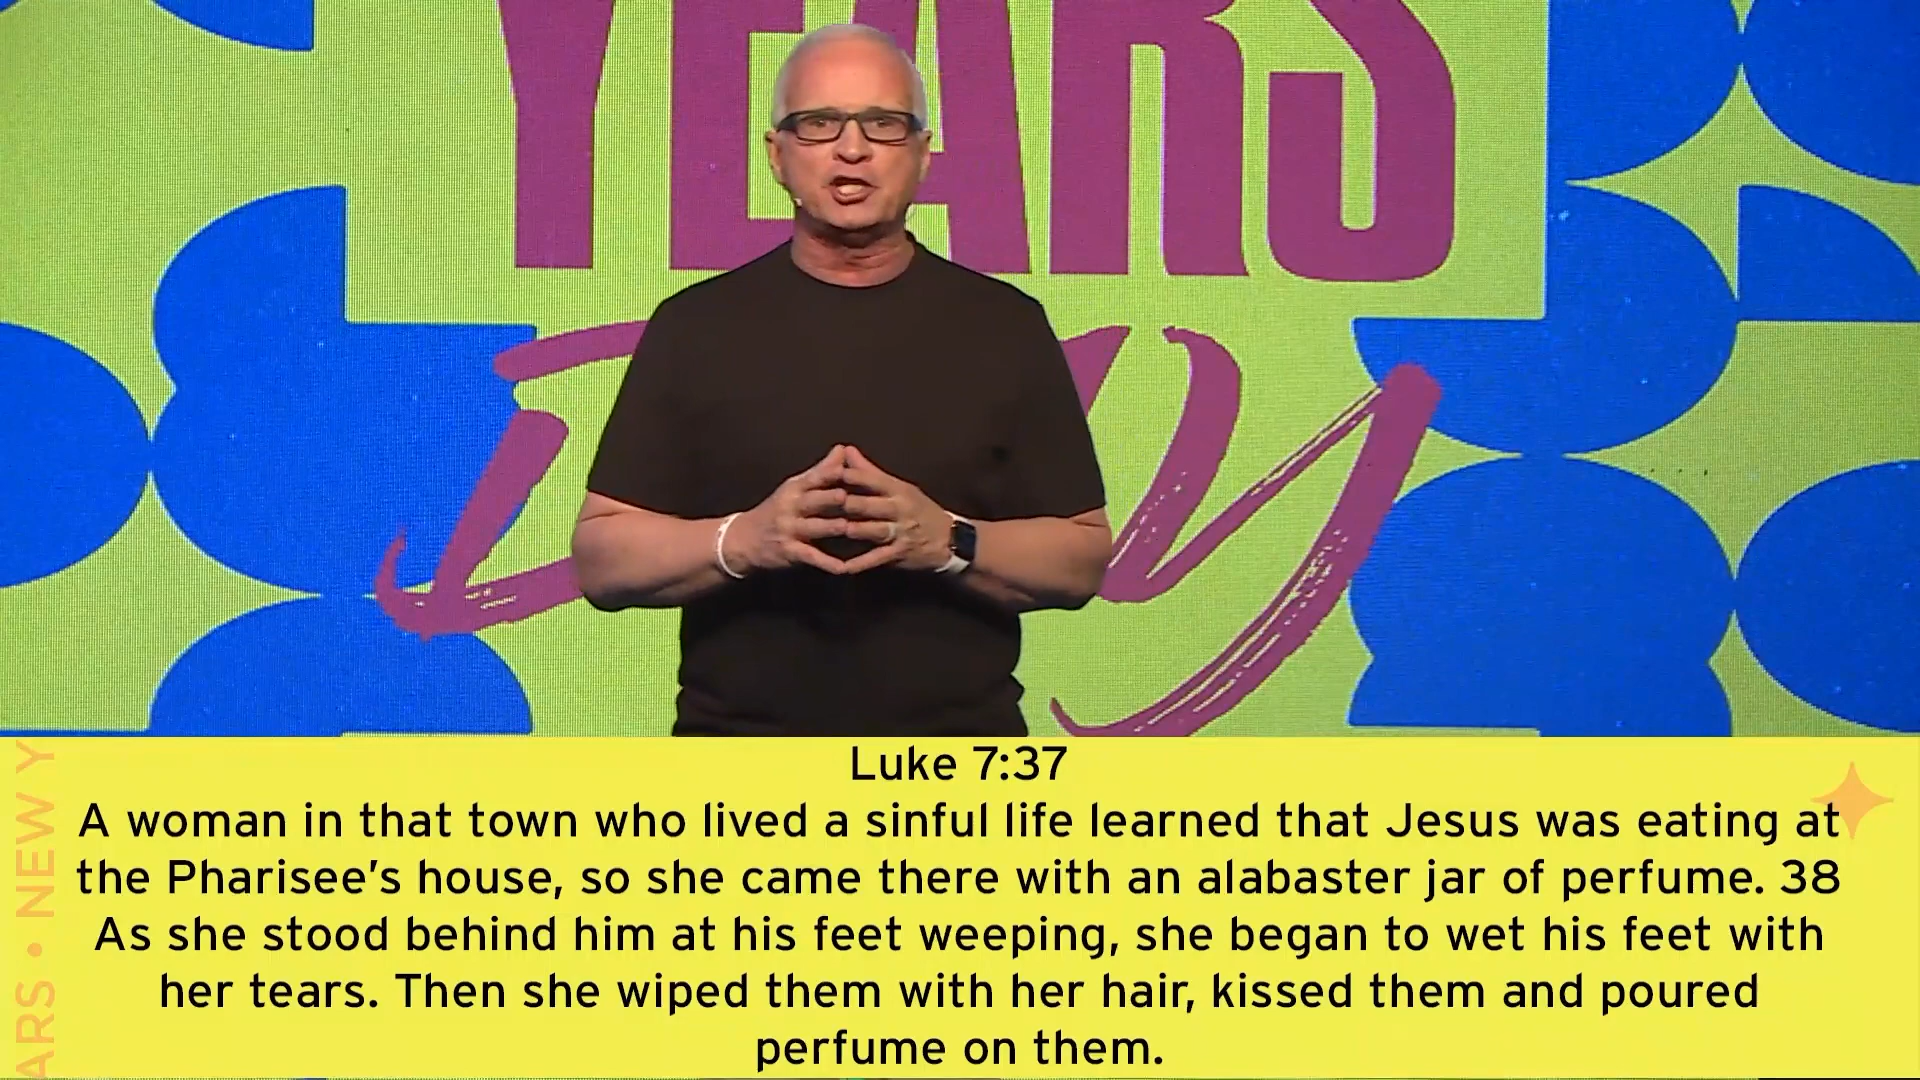 YEARS
Day
Luke 7:37
A woman in that town who lived a sinful life learned that Jesus was eating at
the Pharisee’s house, so she came there with an alabaster jar of perfume. 38
As she stood behind him at his feet weeping, she began to wet his feet with
her tears. Then she wiped them with her hair, kissed them and poured
perfume on them.
ARS • NEW Y